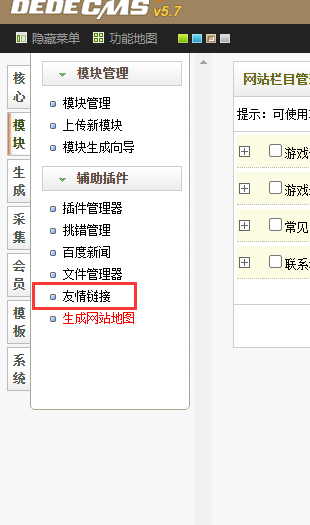 DEDECMS v5.7
隐藏菜单 功能地图
核心
模块
生成
采集
会员
模板
系统
模块管理
模块管理
上传新模块
模块生成向导
辅助插件
插件管理器
挑错管理
百度新闻
文件管理器
友情链接
生成网站地图
网站栏目管
提示：可使用
游戏
游戏
常见
联系